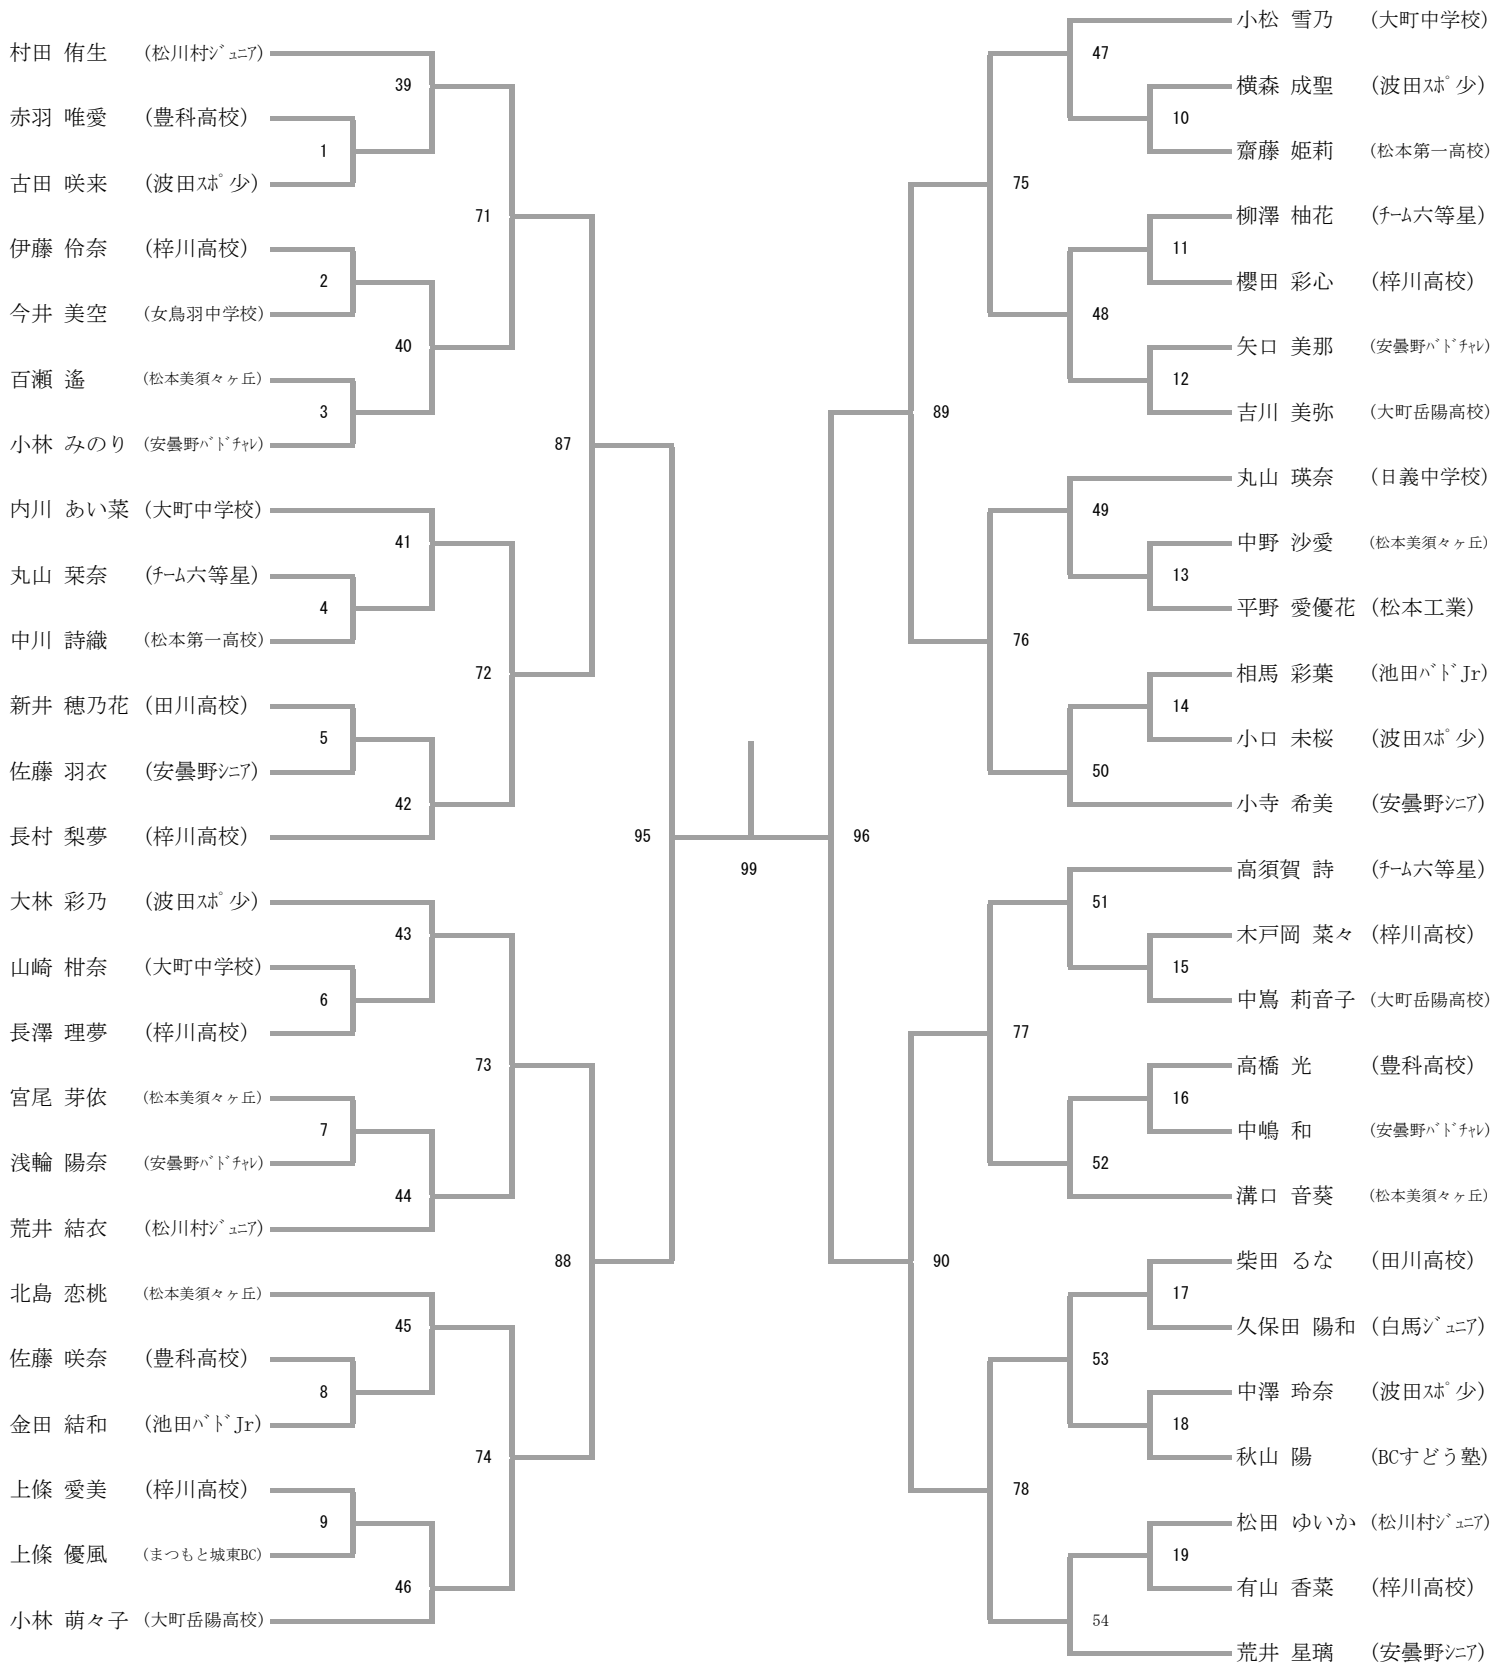 村田 侑生 (松川村ｼﾞｭﾆｱ)
39
赤羽 唯愛 (豊科高校)
1
古田 咲来 (波田ｽﾎﾟ少)
71
伊藤 伶奈 (梓川高校)
2
今井 美空 (女鳥羽中学校)
40
百瀬 遙 (松本美須々ヶ丘)
3
小林 みのり (安曇野ﾊﾞﾄﾞﾁｬﾚ)
87
内川 あい菜 (大町中学校)
41
丸山 栞奈 (ﾁｰﾑ六等星)
4
中川 詩織 (松本第一高校)
72
新井 穂乃花 (田川高校)
5
佐藤 羽衣 (安曇野ｼﾆｱ)
42
長村 梨夢 (梓川高校)
95
大林 彩乃 (波田ｽﾎﾟ少)
43
山崎 柑奈 (大町中学校)
6
長澤 理夢 (梓川高校)
73
宮尾 芽依 (松本美須々ヶ丘)
7
浅輪 陽奈 (安曇野ﾊﾞﾄﾞﾁｬﾚ)
44
荒井 結衣 (松川村ｼﾞｭﾆｱ)
88
北島 恋桃 (松本美須々ヶ丘)
45
佐藤 咲奈 (豊科高校)
8
金田 結和 (池田ﾊﾞﾄﾞJr)
74
上條 愛美 (梓川高校)
9
上條 優風 (まつもと城東BC)
46
小林 萌々子 (大町岳陽高校)
99
小松 雪乃 (大町中学校)
47
横森 成聖 (波田ｽﾎﾟ少)
10
齋藤 姫莉 (松本第一高校)
75
柳澤 柚花 (ﾁｰﾑ六等星)
11
櫻田 彩心 (梓川高校)
48
矢口 美那 (安曇野ﾊﾞﾄﾞﾁｬﾚ)
12
吉川 美弥 (大町岳陽高校)
89
丸山 瑛奈 (日義中学校)
49
中野 沙愛 (松本美須々ヶ丘)
13
平野 愛優花 (松本工業)
76
相馬 彩葉 (池田ﾊﾞﾄﾞJr)
14
小口 未桜 (波田ｽﾎﾟ少)
50
小寺 希美 (安曇野ｼﾆｱ)
96
高須賀 詩 (ﾁｰﾑ六等星)
51
木戸岡 菜々 (梓川高校)
15
中嶌 莉音子 (大町岳陽高校)
77
高橋 光 (豊科高校)
16
中嶋 和 (安曇野ﾊﾞﾄﾞﾁｬﾚ)
52
溝口 音葵 (松本美須々ヶ丘)
90
柴田 るな (田川高校)
17
久保田 陽和 (白馬ｼﾞｭﾆｱ)
53
中澤 玲奈 (波田ｽﾎﾟ少)
18
秋山 陽 (BCすどう塾)
78
松田 ゆいか (松川村ｼﾞｭﾆｱ)
19
有山 香菜 (梓川高校)
54
荒井 星璃 (安曇野ｼﾆｱ)